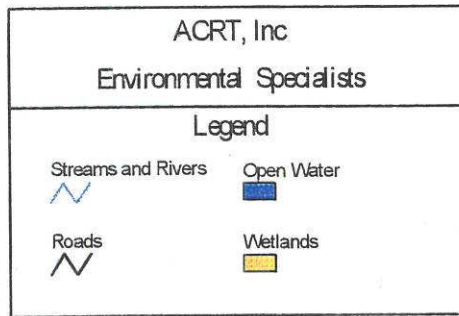 ACRT, Inc
Environmental Specialists
Legend
Streams and Rivers
Open Water
Roads
Wetlands